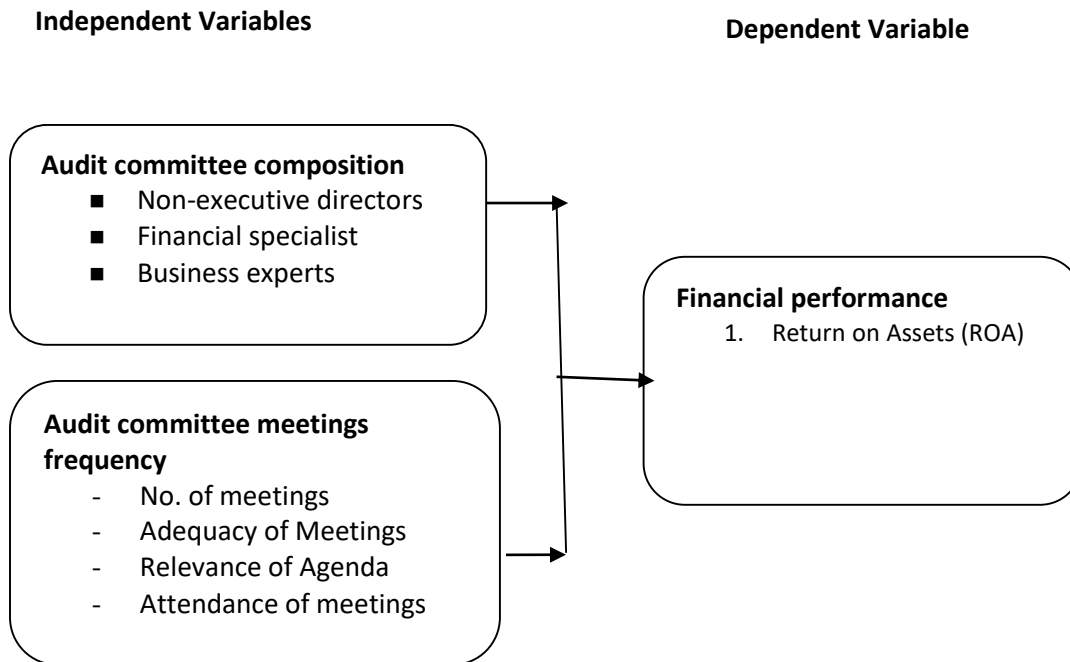 Independent Variables
Dependent Variable
Audit committee composition
■ Non-executive directors
■ Financial specialist
■ Business experts
Financial performance
1. Return on Assets (ROA)
Audit committee meetings
frequency
- No. of meetings
- Adequacy of Meetings
- Relevance of Agenda
- Attendance of meetings